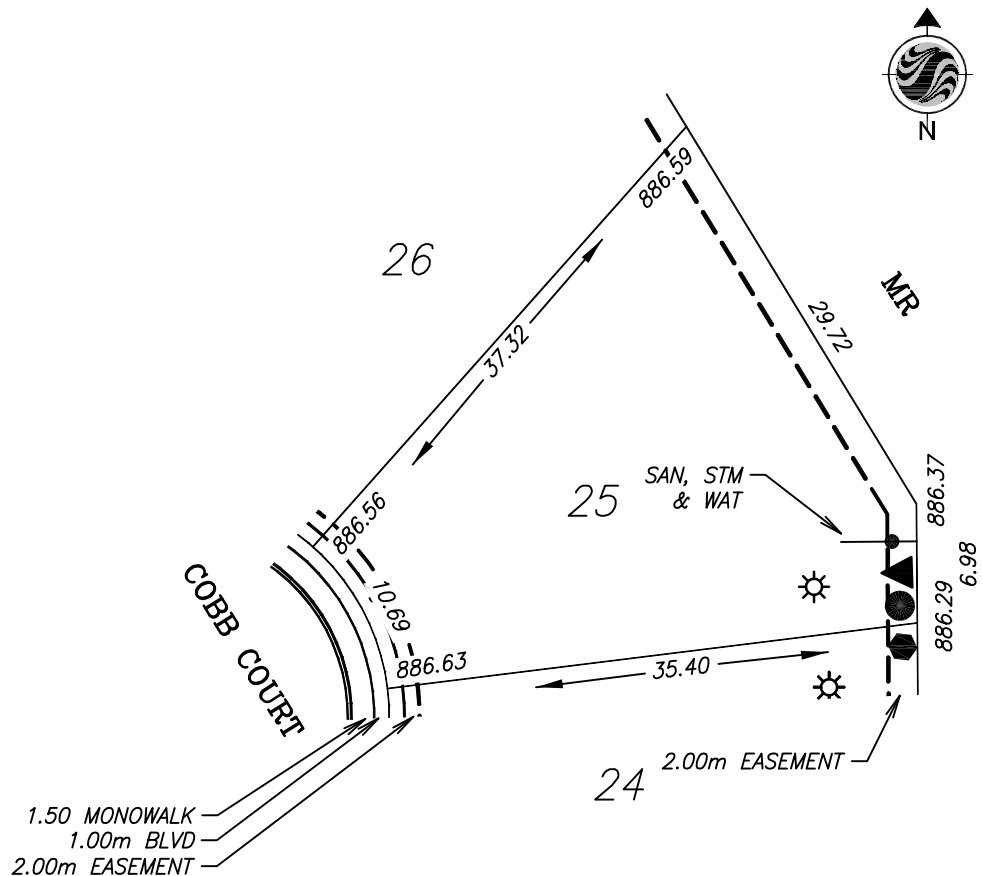 N
886.59
26
MR
29.72
37.32
886.37
SAN, STM
& WAT
25
886.56
6.98
10.69
886.29
COBB COURT
886.63
35.40
2.00m EASEMENT
24
1.50 MONOWALK
1.00m BLVD
2.00m EASEMENT